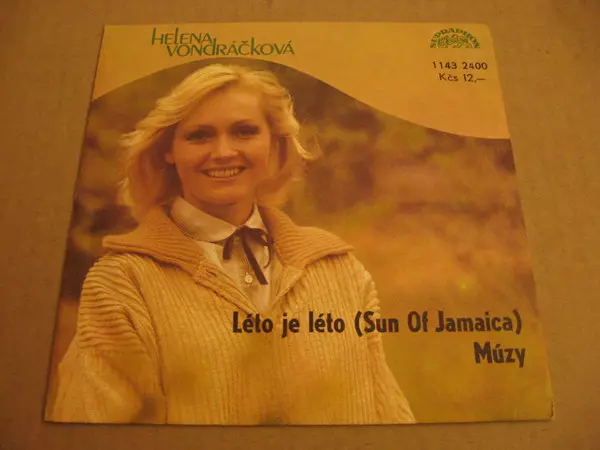 Helena
Vondráčková
SUPRAPHON
1143 2400
Kčs 12,–
Léto je léto (Sun Of Jamaica)
Múzy